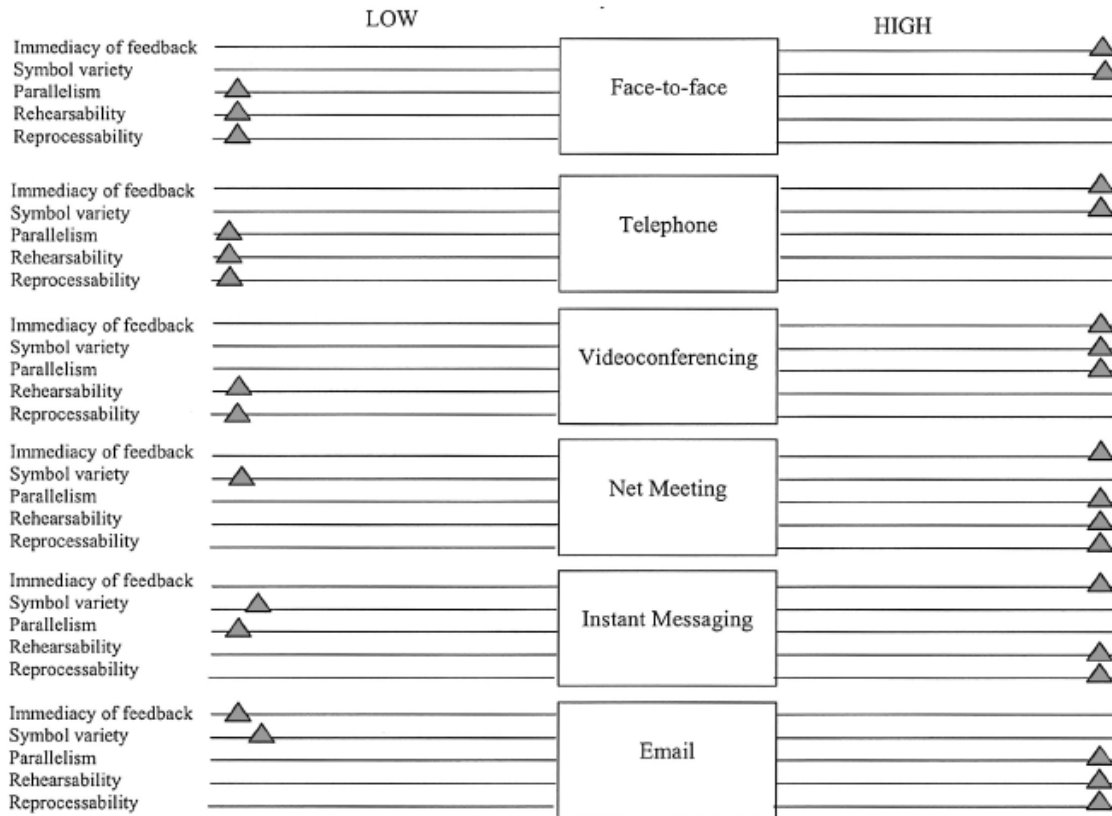 LOW
HIGH
Immediacy of feedback
Symbol variety
Parallelism
Rehearsability
Reprocessability
Face-to-face
Immediacy of feedback
Symbol variety
Parallelism
Rehearsability
Reprocessability
Telephone
Immediacy of feedback
Symbol variety
Parallelism
Rehearsability
Reprocessability
Videoconferencing
Immediacy of feedback
Symbol variety
Parallelism
Rehearsability
Reprocessability
Net Meeting
Immediacy of feedback
Symbol variety
Parallelism
Rehearsability
Reprocessability
Instant Messaging
Immediacy of feedback
Symbol variety
Parallelism
Rehearsability
Reprocessability
Email